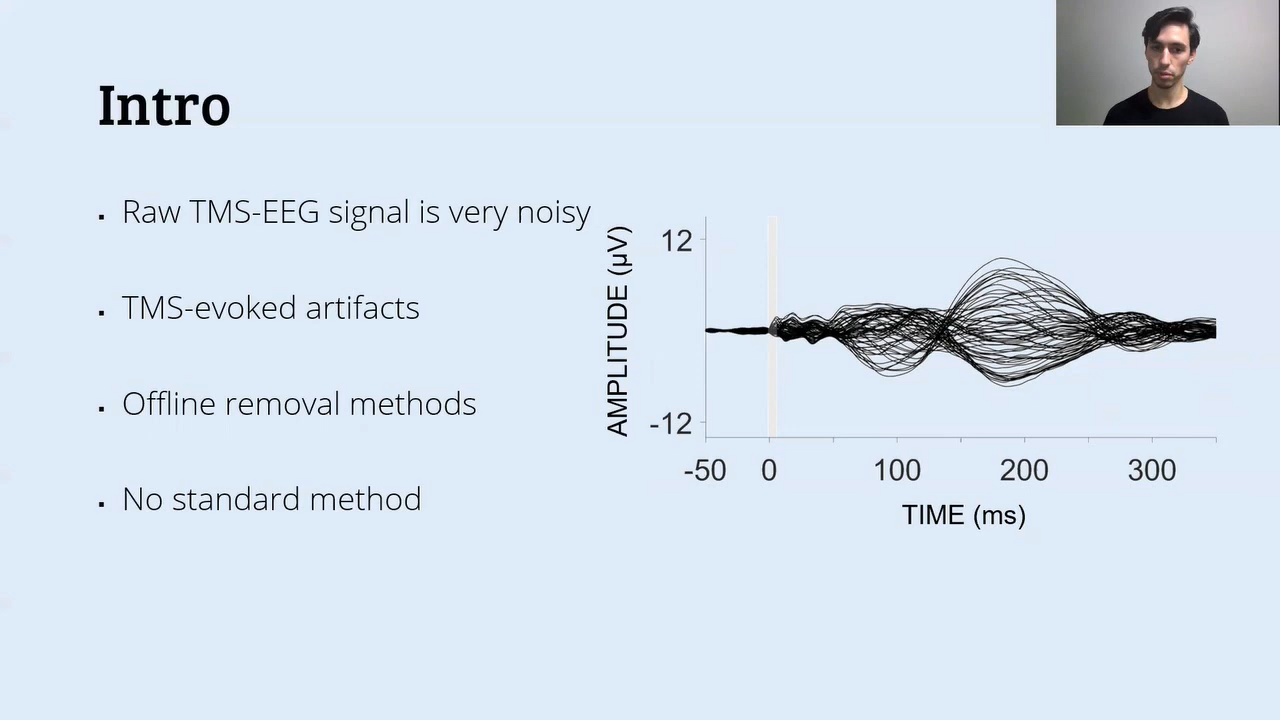 Intro
▪ Raw TMS-EEG signal is very noisy
▪ TMS-evoked artifacts
▪ Offline removal methods
▪ No standard method
AMPLITUDE (µV)
12
-12
-50 0 100 200 300
TIME (ms)